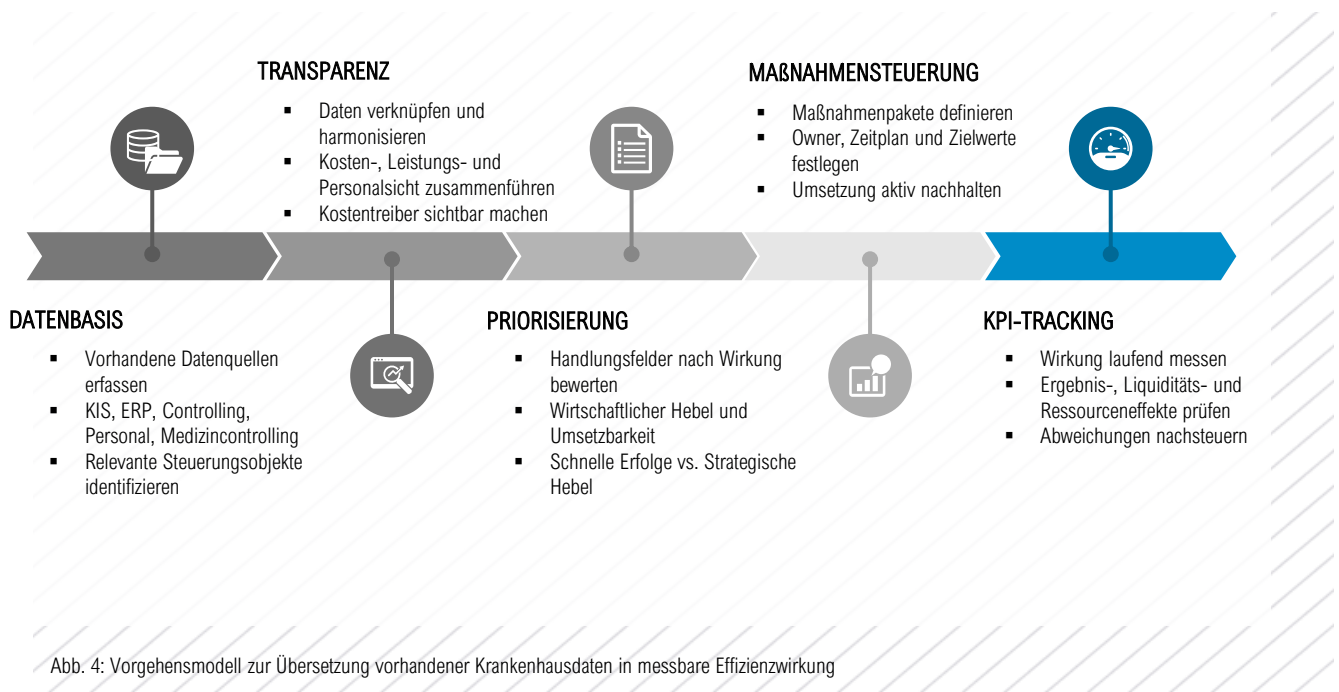 TRANSPARENZ
▪ Daten verknüpfen und
harmonisieren
▪ Kosten-, Leistungs- und
Personalsicht zusammenführen
▪ Kostentreiber sichtbar machen
MAßNAHMENSTEUERUNG
▪ Maßnahmenpakete definieren
▪ Owner, Zeitplan und Zielwerte
festlegen
▪ Umsetzung aktiv nachhalten
DATENBASIS
▪ Vorhandene Datenquellen
erfassen
▪ KIS, ERP, Controlling,
Personal, Medizincontrolling
▪ Relevante Steuerungsobjekte
identifizieren
PRIORISIERUNG
▪ Handlungsfelder nach Wirkung
bewerten
▪ Wirtschaftlicher Hebel und
Umsetzbarkeit
▪ Schnelle Erfolge vs. Strategische
Hebel
KPI-TRACKING
▪ Wirkung laufend messen
▪ Ergebnis-, Liquiditäts- und
Ressourceneffekte prüfen
▪ Abweichungen nachsteuern
Abb. 4: Vorgehensmodell zur Übersetzung vorhandener Krankenhausdaten in messbare Effizienzwirkung